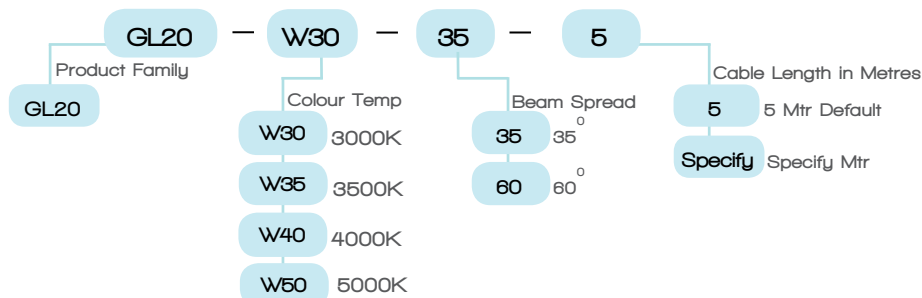 GL20 — W30 — 35 — 5
Product Family
GL20
Colour Temp
W30 3000K
W35 3500K
W40 4000K
W50 5000K
Beam Spread
35 35°
60 60°
Cable Length in Metres
5 5 Mtr Default
Specify Specify Mtr